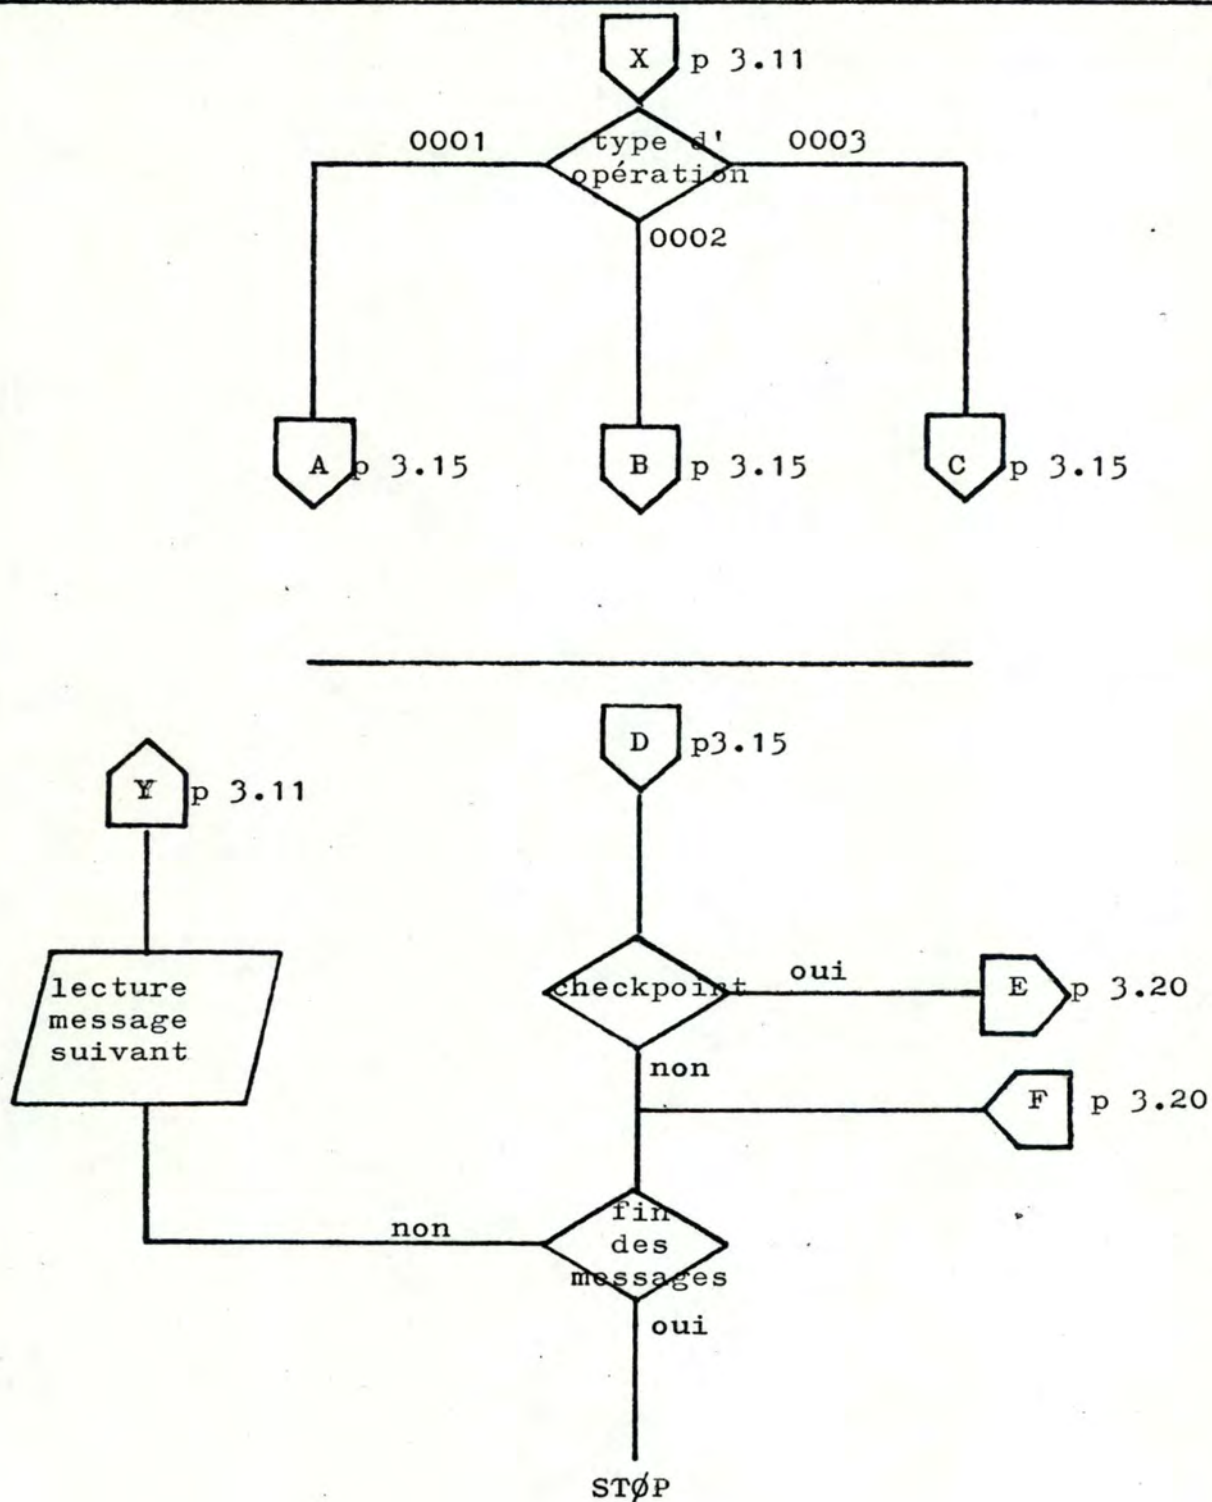 X p 3.11
0001
type d'
opération
0003
0002
A p 3.15
B p 3.15
C p 3.15
D p3.15
Y p 3.11
lecture
message
suivant
checkpoint
oui
E p 3.20
non
F p 3.20
fin
des
messages
non
oui
STØP